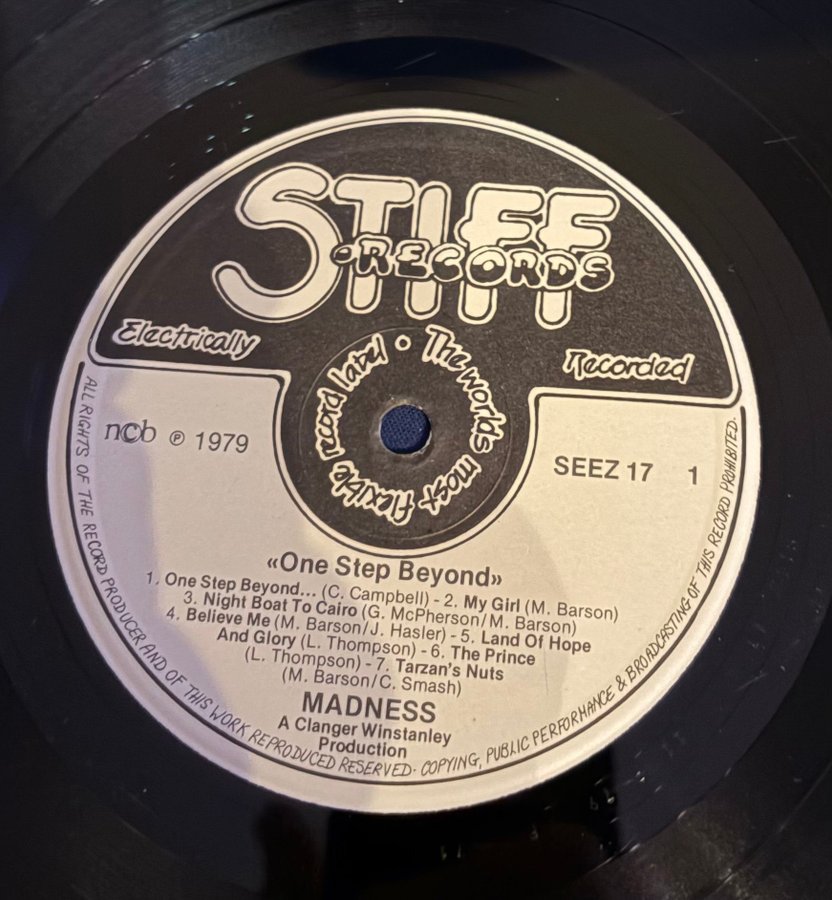 STIFF
•RECORDS
Electrically
Recorded
The worlds most flexible record label •
ncb ℗ 1979
SEEZ 17 1
«One Step Beyond»
1. One Step Beyond... (C. Campbell) - 2. My Girl (M. Barson)
3. Night Boat To Cairo (G. McPherson/M. Barson)
4. Believe Me (M. Barson/J. Hasler) - 5. Land Of Hope
And Glory (L. Thompson) - 6. The Prince
(L. Thompson) - 7. Tarzan's Nuts
(M. Barson/C. Smash)
MADNESS
A Clanger Winstanley
Production
ALL RIGHTS OF THE RECORD PRODUCER AND OF THIS WORK REPRODUCED RESERVED· COPYING, PUBLIC PERFORMANCE & BROADCASTING OF THIS RECORD PROHIBITED.